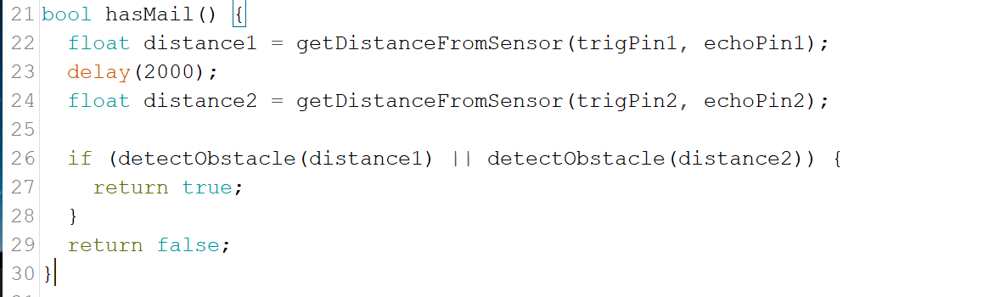 21 bool hasMail() {
22   float distance1 = getDistanceFromSensor(trigPin1, echoPin1);
23   delay(2000);
24   float distance2 = getDistanceFromSensor(trigPin2, echoPin2);
25
26   if (detectObstacle(distance1) || detectObstacle(distance2)) {
27     return true;
28   }
29   return false;
30 }